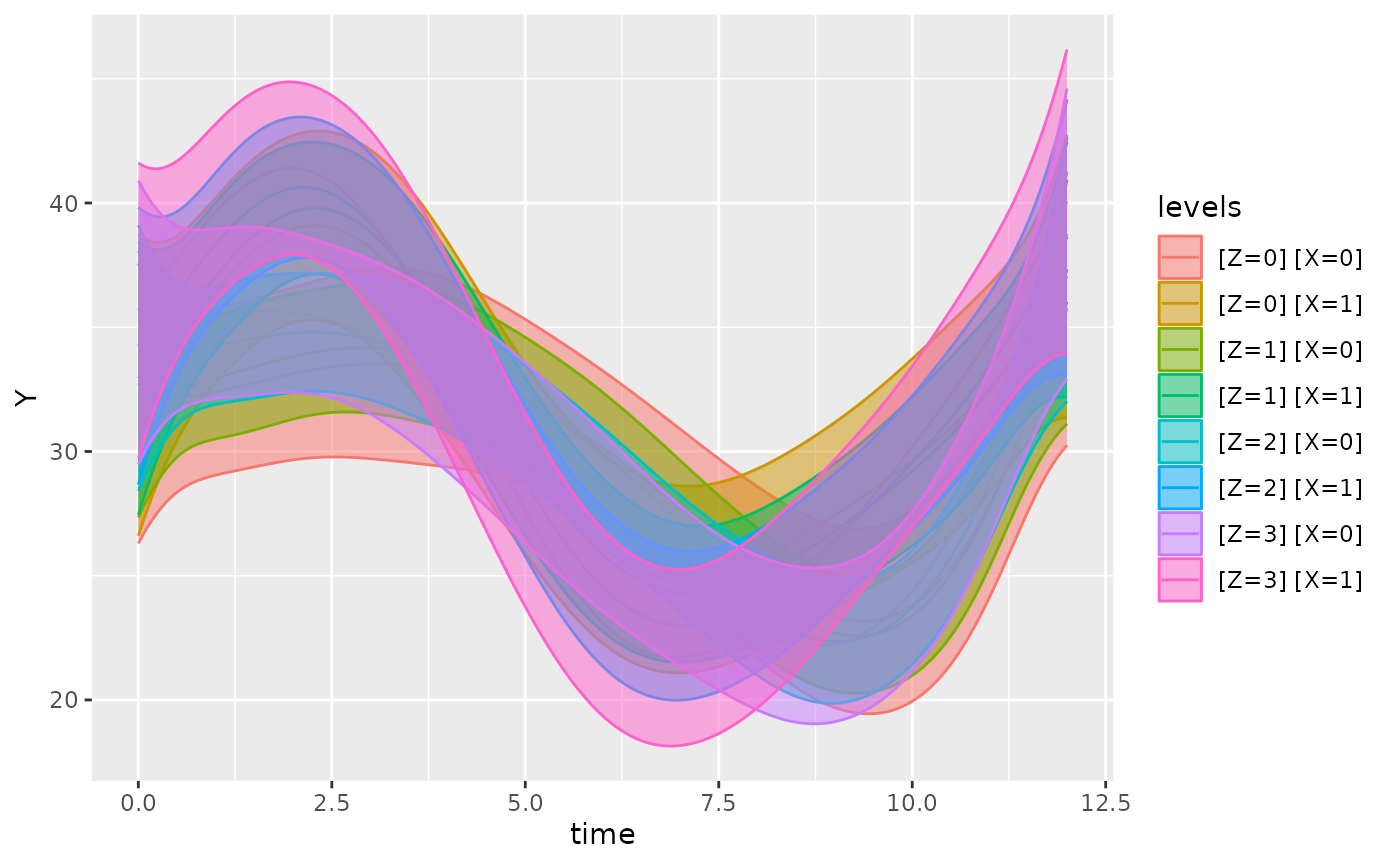 40
30
20
Y
0.0 2.5 5.0 7.5 10.0 12.5
time
levels
[Z=0] [X=0]
[Z=0] [X=1]
[Z=1] [X=0]
[Z=1] [X=1]
[Z=2] [X=0]
[Z=2] [X=1]
[Z=3] [X=0]
[Z=3] [X=1]